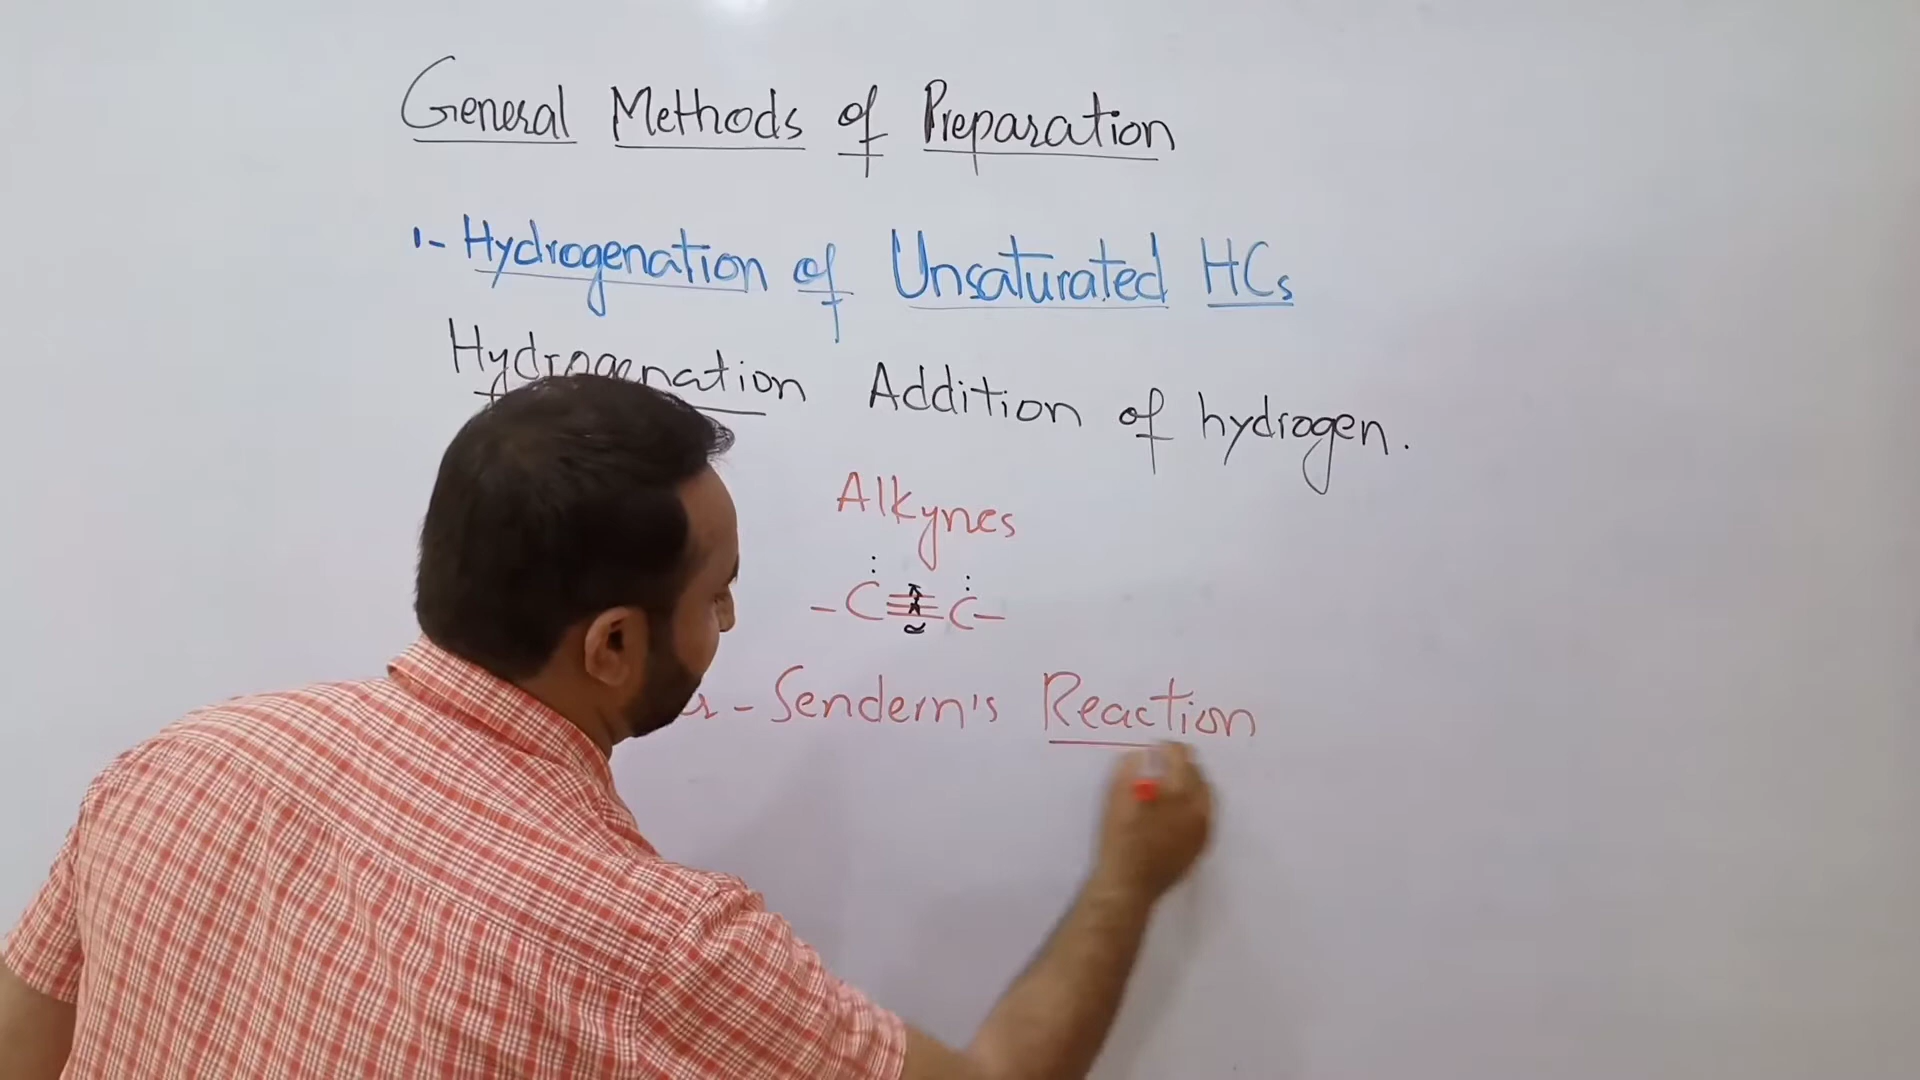 General Methods of Preparation
1- Hydrogenation of Unsaturated HCs
Hydrogenation Addition of hydrogen.
Alkynes
-C≡C-
- Sendern's Reaction